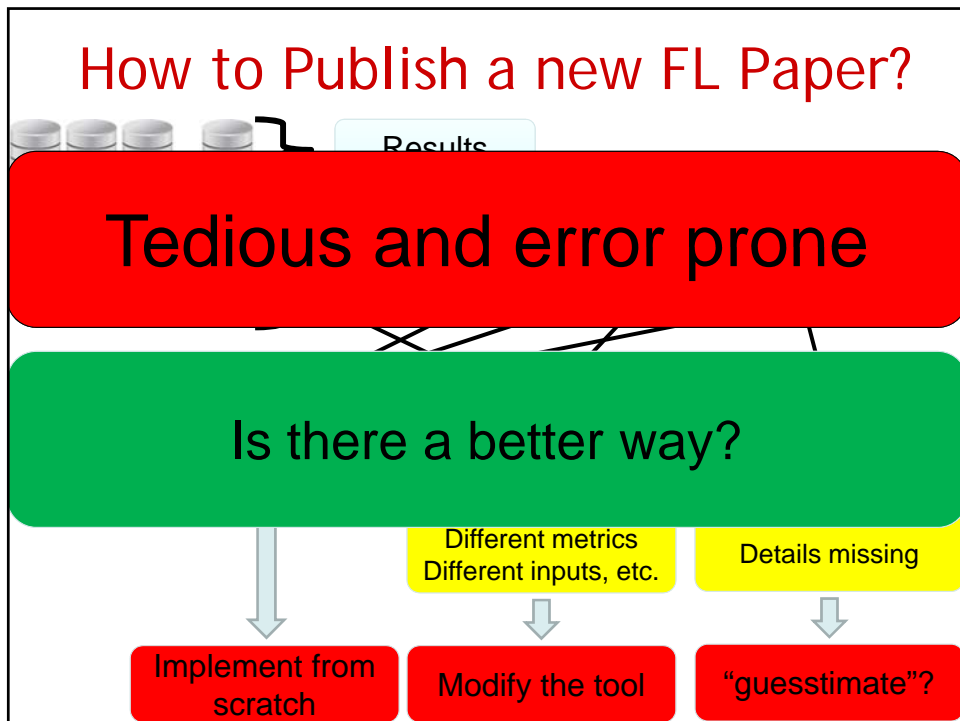 How to Publish a new FL Paper?
Results
Tedious and error prone
Is there a better way?
Different metrics
Different inputs, etc.
Details missing
Implement from
scratch
Modify the tool
“guesstimate”?